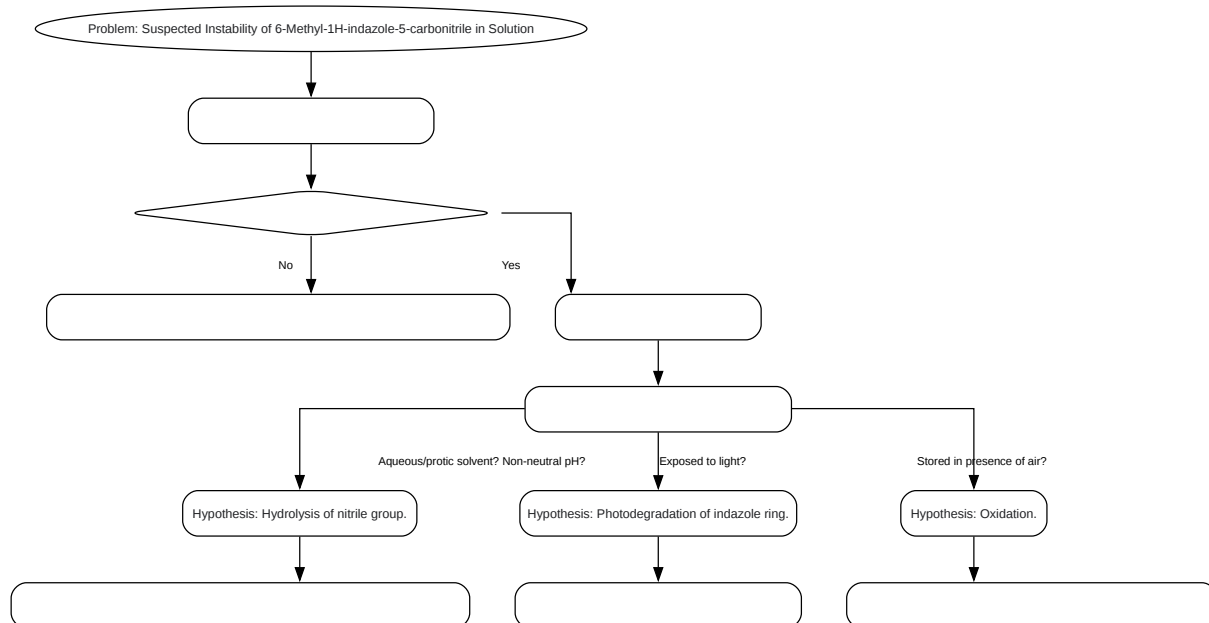 Problem: Suspected Instability of 6-Methyl-1H-indazole-5-carbonitrile in Solution
No
Yes
Aqueous/protic solvent? Non-neutral pH?
Exposed to light?
Stored in presence of air?
Hypothesis: Hydrolysis of nitrile group.
Hypothesis: Photodegradation of indazole ring.
Hypothesis: Oxidation.